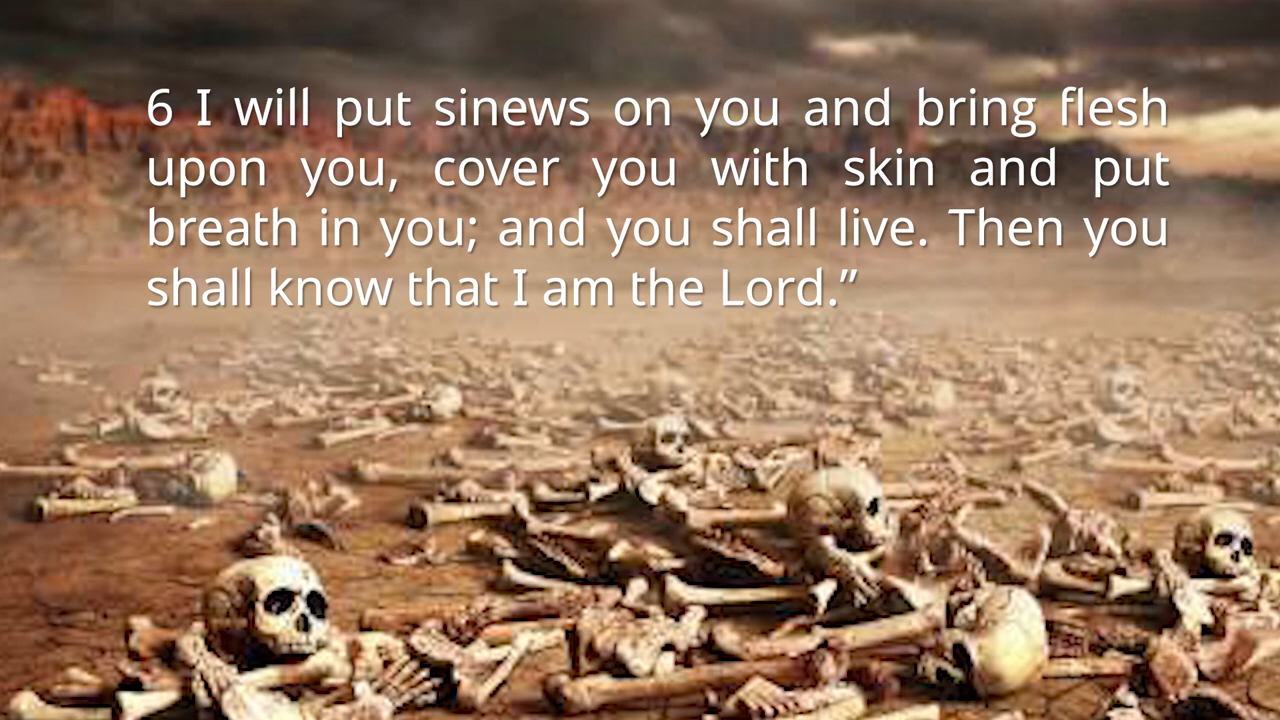 6 I will put sinews on you and bring flesh
upon you, cover you with skin and put
breath in you; and you shall live. Then you
shall know that I am the Lord.”